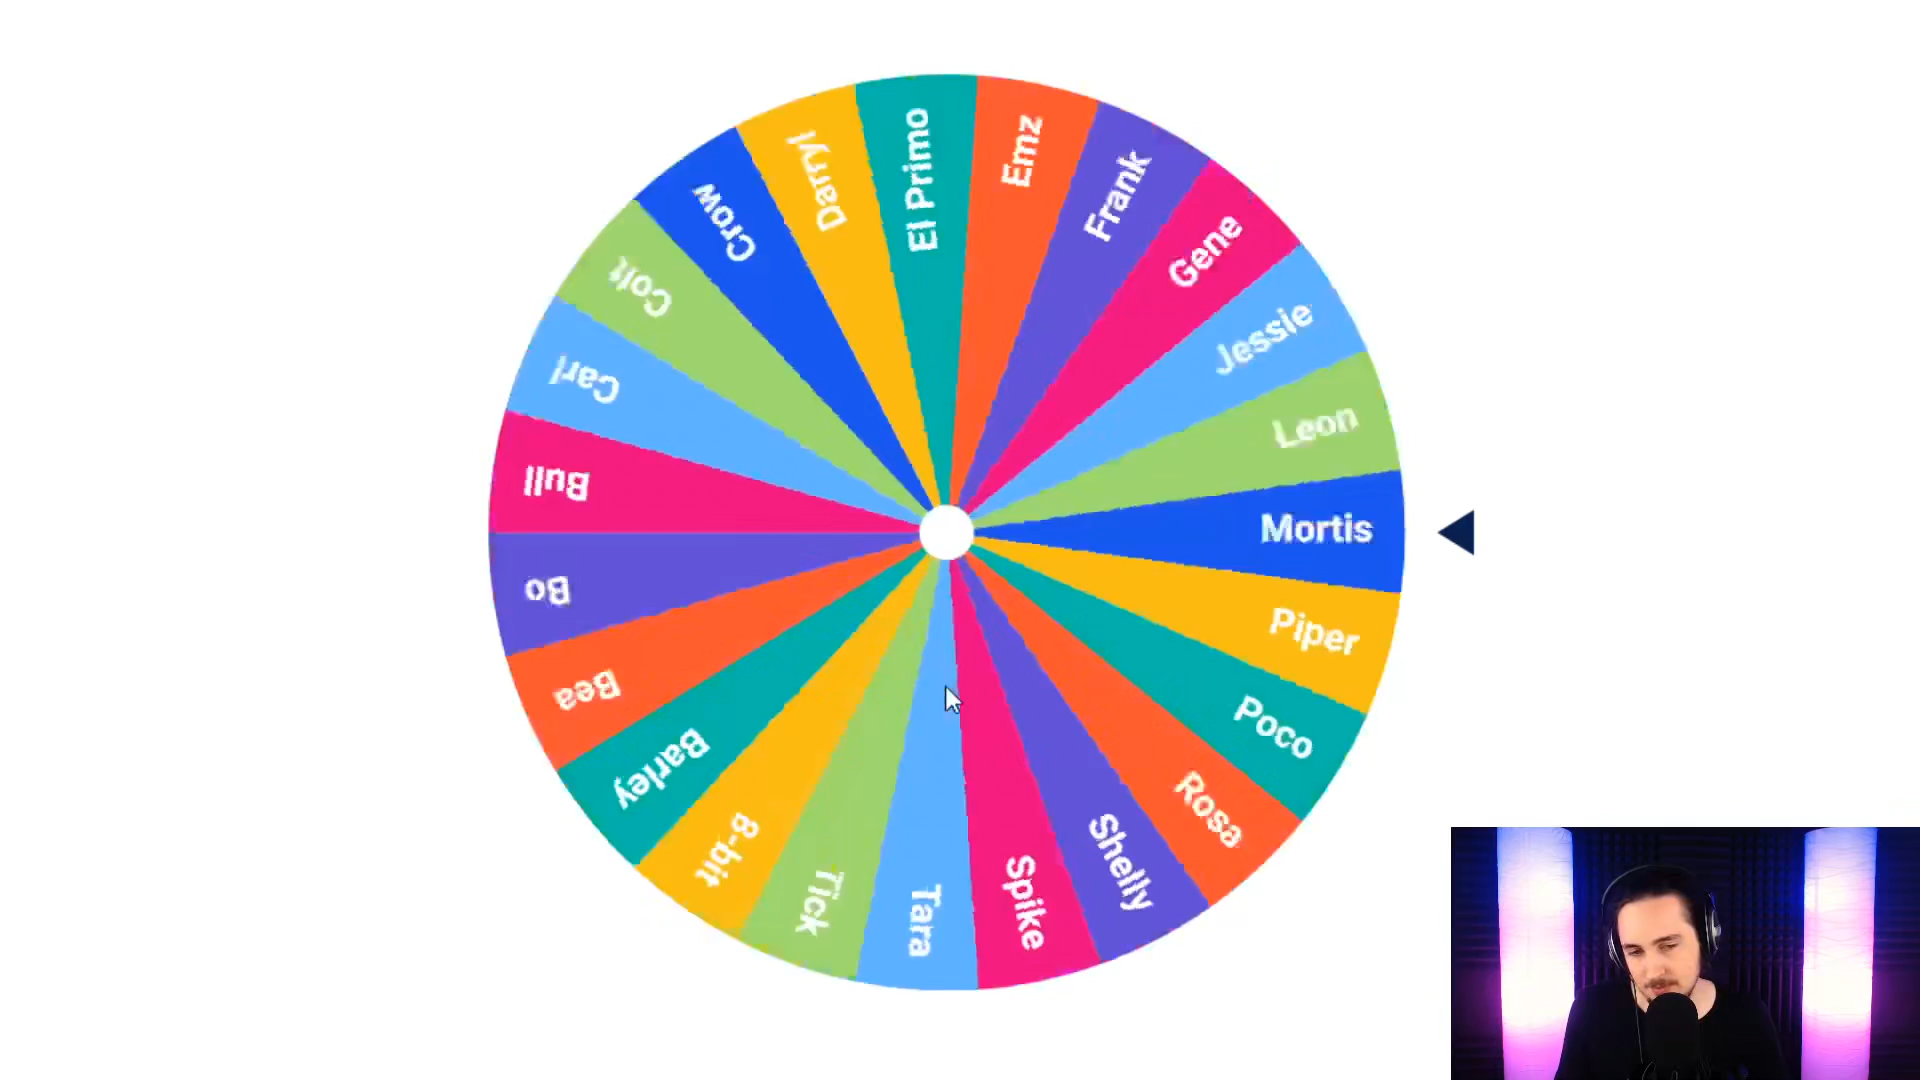 El Primo
Emz
Frank
Gene
Jessie
Leon
Mortis
Piper
Poco
Rosa
Shelly
Spike
Tara
Tick
8-bit
Barley
Bea
Bo
Bull
Carl
Colt
Crow
Darryl